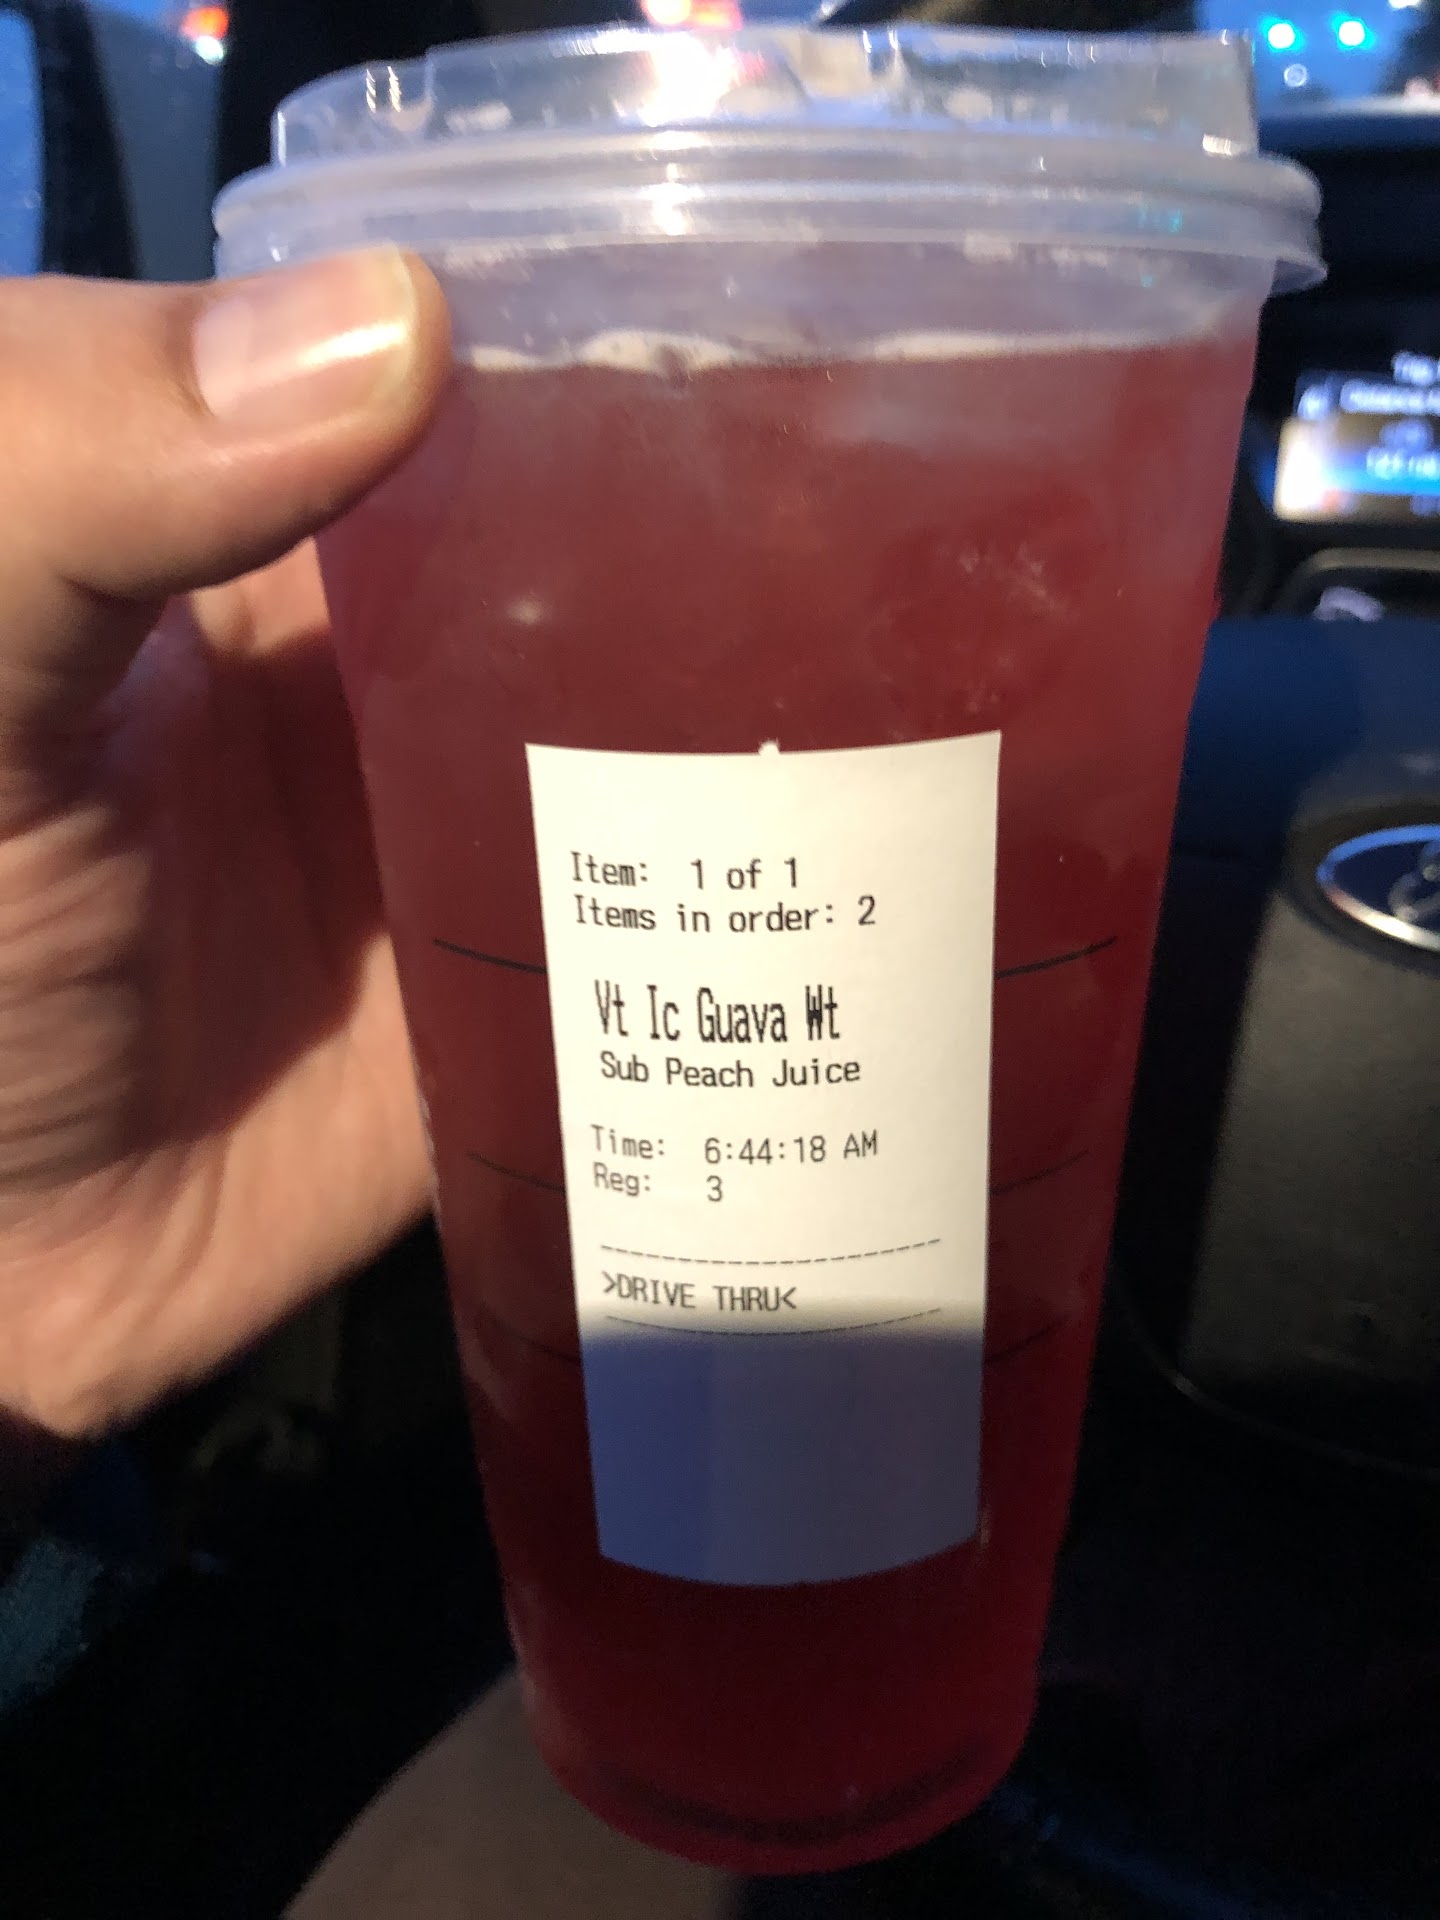 Item: 1 of 1
Items in order: 2
Vt Ic Guava Wt
Sub Peach Juice
Time: 6:44:18 AM
Reg: 3
>DRIVE THRU<